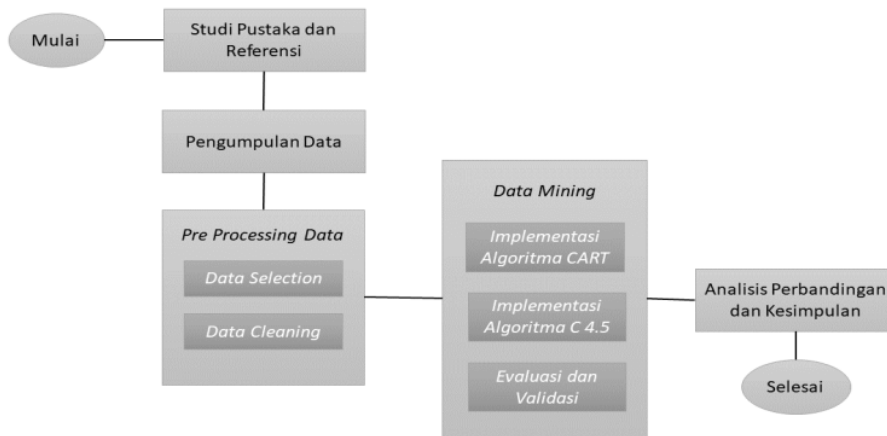 Mulai
Studi Pustaka dan
Referensi
Pengumpulan Data
Pre Processing Data
Data Selection
Data Cleaning
Data Mining
Implementasi
Algoritma CART
Implementasi
Algoritma C 4.5
Evaluasi dan
Validasi
Analisis Perbandingan
dan Kesimpulan
Selesai